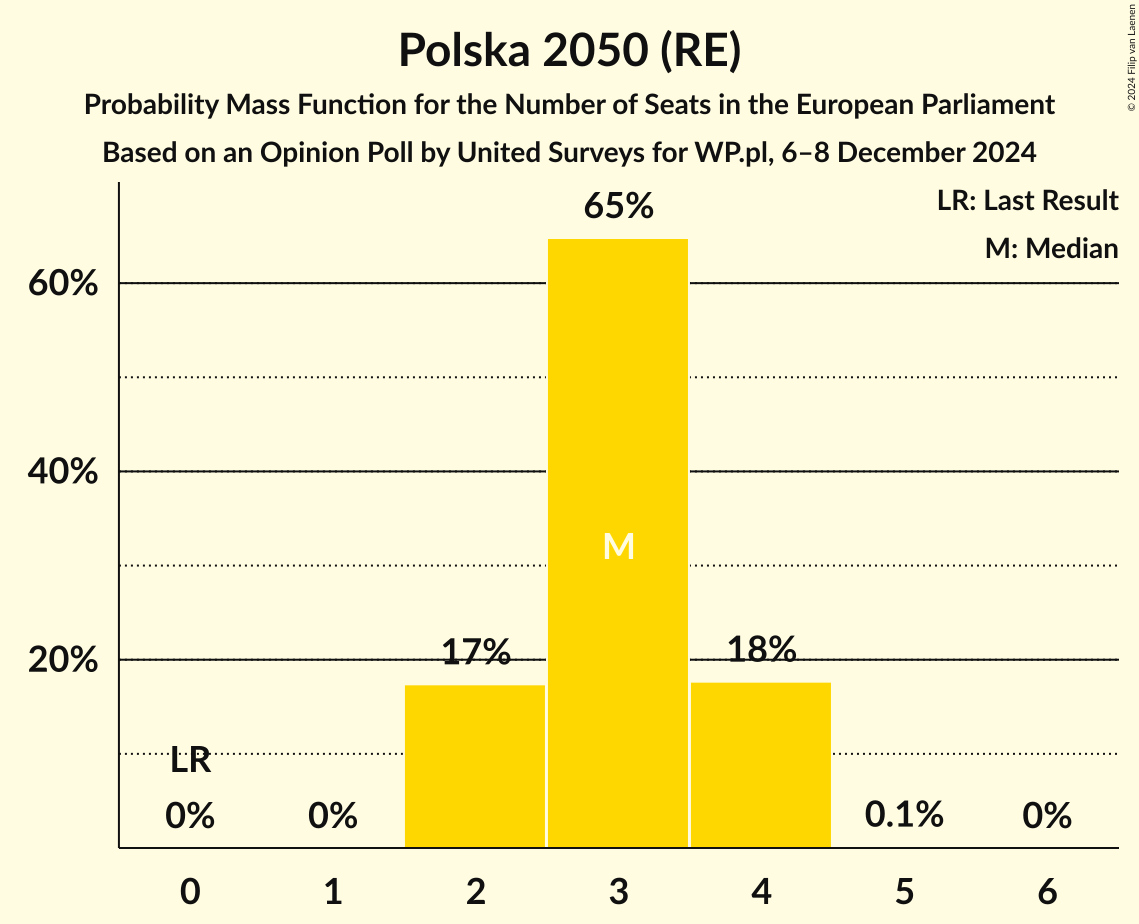 Polska 2050 (RE)
Probability Mass Function for the Number of Seats in the European Parliament
Based on an Opinion Poll by United Surveys for WP.pl, 6–8 December 2024
© 2024 Filip van Laenen
LR: Last Result
M: Median
65%
60%
40%
M
17%
18%
20%
LR
0%
0%
0.1%
0%
0
1
2
3
4
5
6